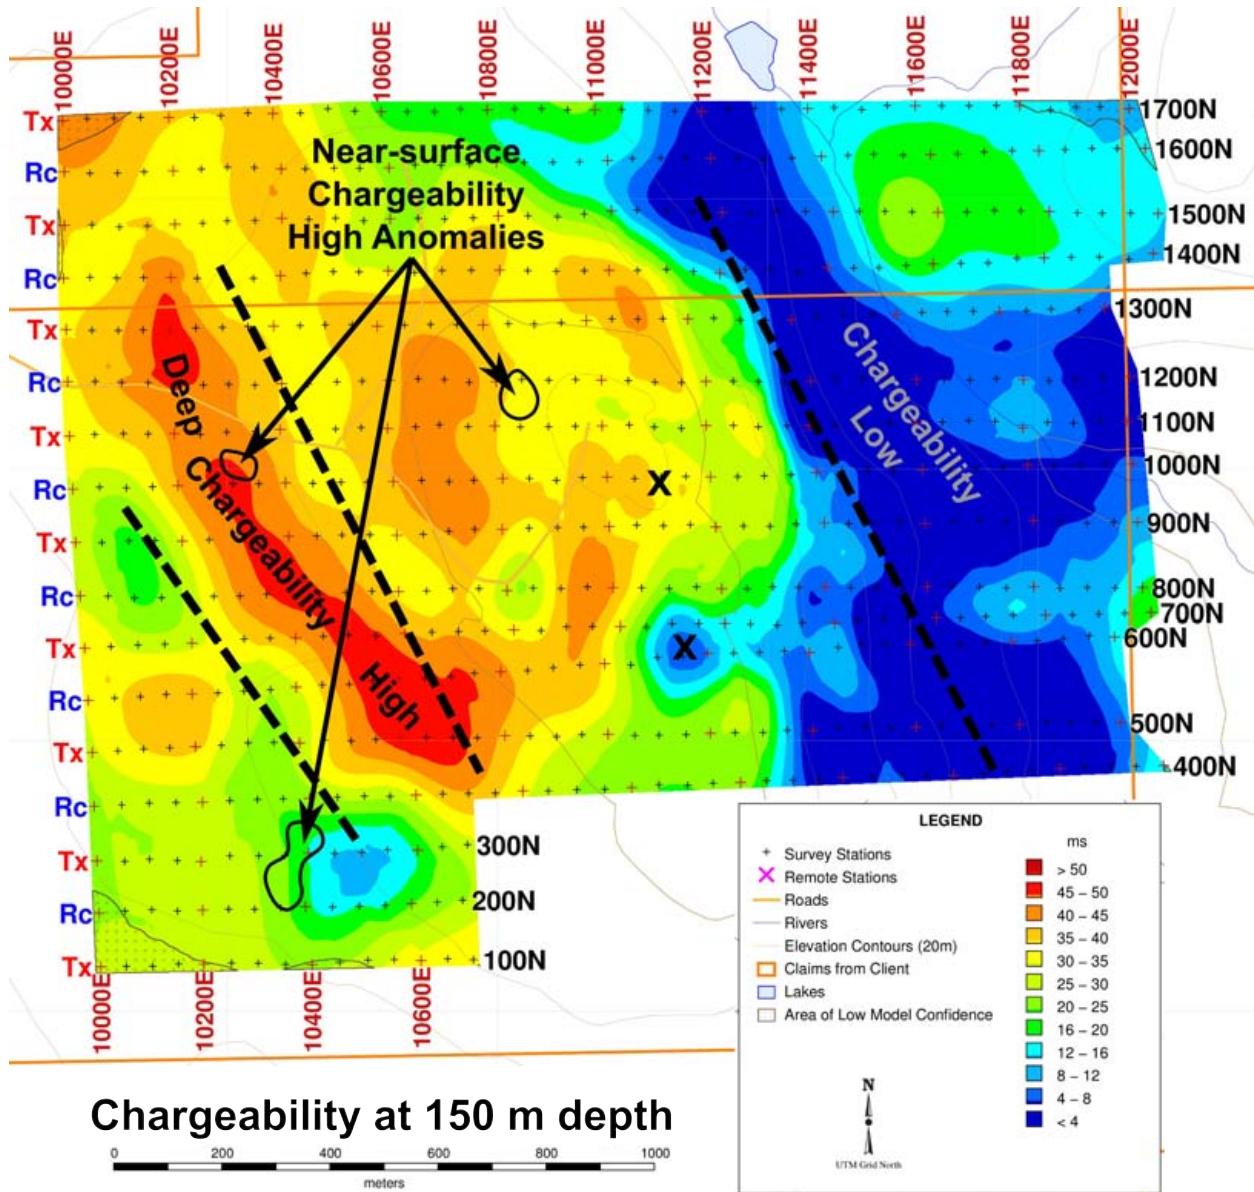 10000E
10200E
10400E
10600E
10800E
11000E
11200E
11400E
11600E
11800E
12000E
Tx
Rc
Tx
Rc
Tx
Rc
Tx
Rc
Tx
Rc
Tx
Rc
Tx
Rc
Tx
Rc
Tx
1700N
1600N
1500N
1400N
1300N
1200N
1100N
1000N
900N
800N
700N
600N
500N
400N
300N
200N
100N
Near-surface
Chargeability
High Anomalies
Deep
Chargeability
High
Chargeability
Low
X
X
10000E
10200E
10400E
10600E
LEGEND
Survey Stations
Remote Stations
Roads
Rivers
Elevation Contours (20m)
Claims from Client
Lakes
Area of Low Model Confidence
ms
> 50
45 – 50
40 – 45
35 – 40
30 – 35
25 – 30
20 – 25
16 – 20
12 – 16
8 – 12
4 – 8
< 4
N
UTM Grid North
Chargeability at 150 m depth
0 200 400 600 800 1000
meters